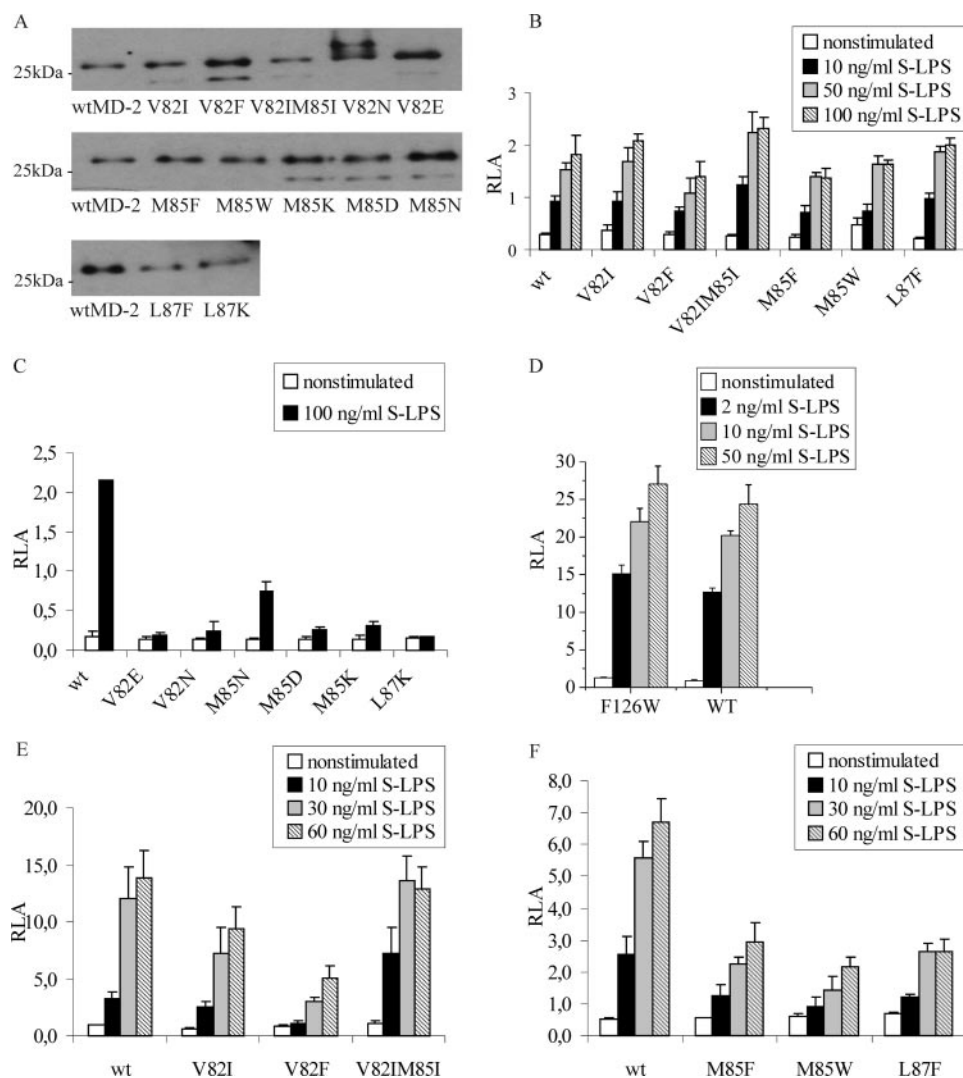 A
25kDa
wtMD-2 V82I V82F V82IM85I V82N V82E
25kDa
wtMD-2 M85F M85W M85K M85D M85N
25kDa
wtMD-2 L87F L87K
B
nonstimulated
10 ng/ml S-LPS
50 ng/ml S-LPS
100 ng/ml S-LPS
RLA
3
2
1
0
wt V82I V82F V82IM85I M85F M85W L87F
C
nonstimulated
100 ng/ml S-LPS
RLA
2,5
2,0
1,5
1,0
0,5
0,0
wt V82E V82N M85N M85D M85K L87K
D
nonstimulated
2 ng/ml S-LPS
10 ng/ml S-LPS
50 ng/ml S-LPS
RLA
30
25
20
15
10
5
0
F126W WT
E
nonstimulated
10 ng/ml S-LPS
30 ng/ml S-LPS
60 ng/ml S-LPS
RLA
20,0
15,0
10,0
5,0
0,0
wt V82I V82F V82IM85I
F
nonstimulated
10 ng/ml S-LPS
30 ng/ml S-LPS
60 ng/ml S-LPS
RLA
8,0
7,0
6,0
5,0
4,0
3,0
2,0
1,0
0,0
wt M85F M85W L87F